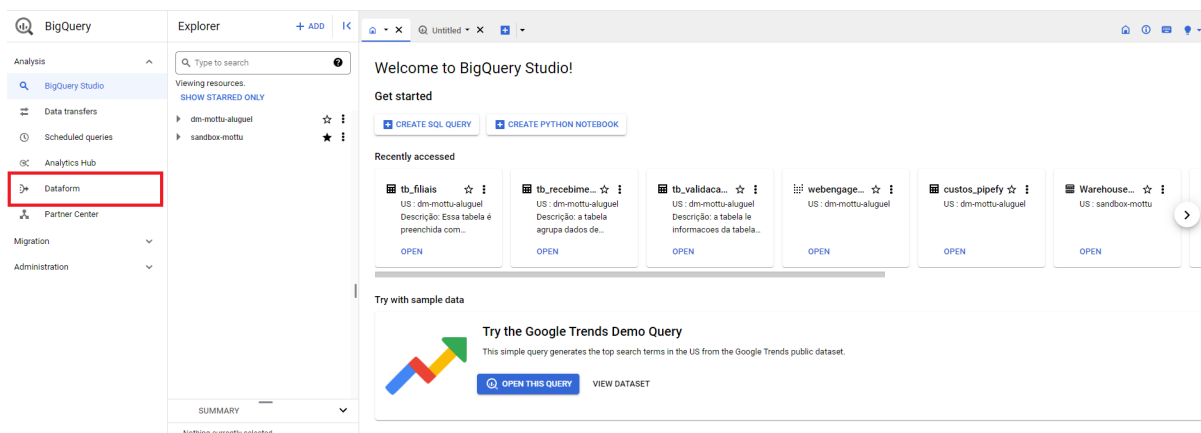 BigQuery
Analysis
BigQuery Studio
Data transfers
Scheduled queries
Analytics Hub
Dataform
Partner Center
Migration
Administration
Explorer
+ ADD
Type to search
Viewing resources.
SHOW STARRED ONLY
dm-mottu-aluguel
sandbox-mottu
SUMMARY
Nothing currently selected
Untitled
Welcome to BigQuery Studio!
Get started
CREATE SQL QUERY
CREATE PYTHON NOTEBOOK
Recently accessed
tb_filiais
US : dm-mottu-aluguel
Descrição: Essa tabela é
preenchida com...
OPEN
tb_recebime...
US : dm-mottu-aluguel
Descrição: a tabela
agrupa dados de...
OPEN
tb_validaca...
US : dm-mottu-aluguel
Descrição: a tabela le
informacoes da tabela...
OPEN
webengage...
US : dm-mottu-aluguel
OPEN
custos_pipefy
US : dm-mottu-aluguel
OPEN
Warehouse...
US : sandbox-mottu
OPEN
Try with sample data
Try the Google Trends Demo Query
This simple query generates the top search terms in the US from the Google Trends public dataset.
OPEN THIS QUERY
VIEW DATASET